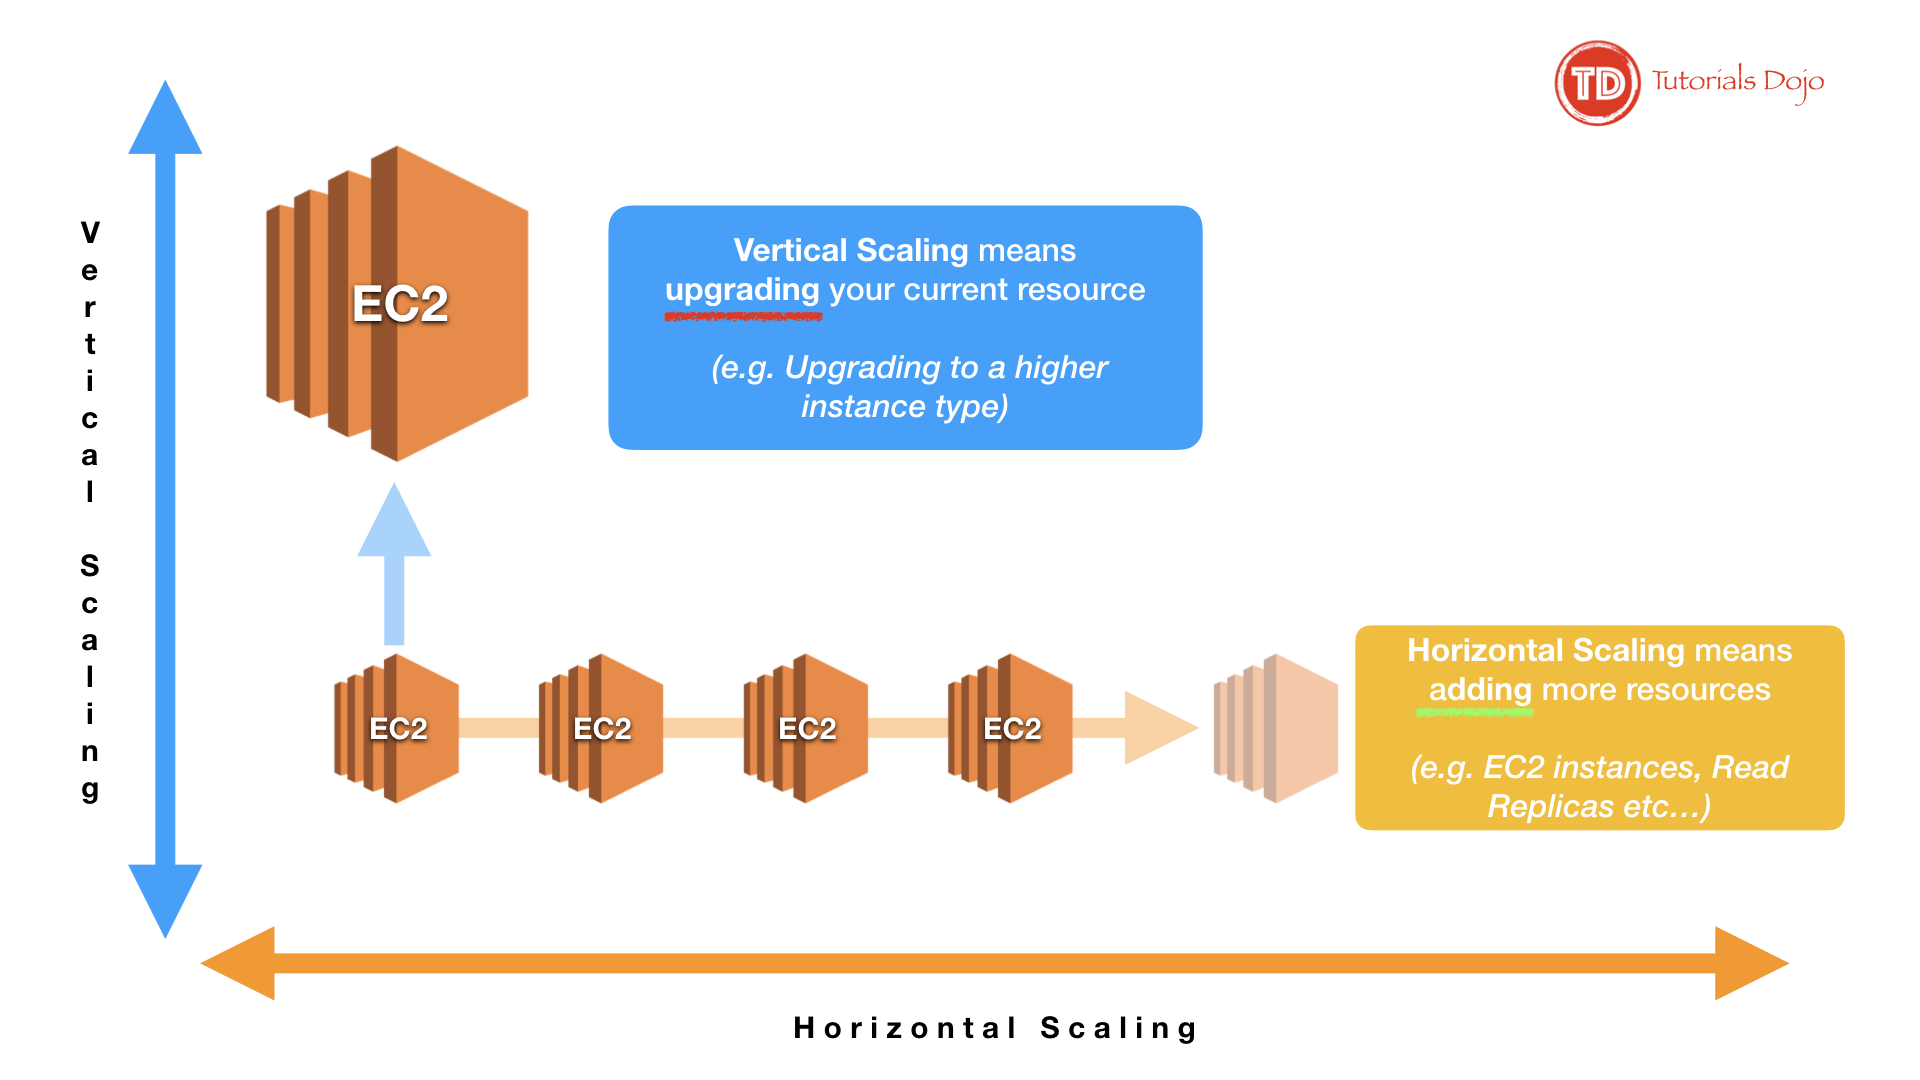 TD Tutorials Dojo
Vertical Scaling
EC2
Vertical Scaling means
upgrading your current resource
(e.g. Upgrading to a higher
instance type)
EC2
EC2
EC2
EC2
Horizontal Scaling means
adding more resources
(e.g. EC2 instances, Read
Replicas etc...)
Horizontal Scaling